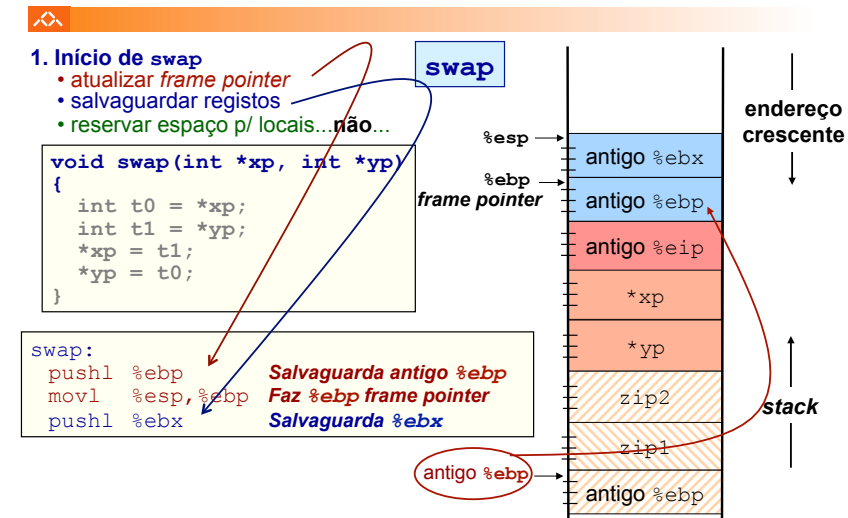 1. Início de swap
• atualizar frame pointer
• salvaguardar registos
• reservar espaço p/ locais...não...
void swap(int *xp, int *yp)
{
int t0 = *xp;
int t1 = *yp;
*xp = t1;
*yp = t0;
}
swap:
pushl %ebp Salvaguarda antigo %ebp
movl %esp,%ebp Faz %ebp frame pointer
pushl %ebx Salvaguarda %ebx
swap
%esp
%ebp
frame pointer
antigo %ebx
antigo %ebp
antigo %eip
*xp
*yp
zip2
zip1
antigo %ebp
antigo %ebp
endereço
crescente
stack